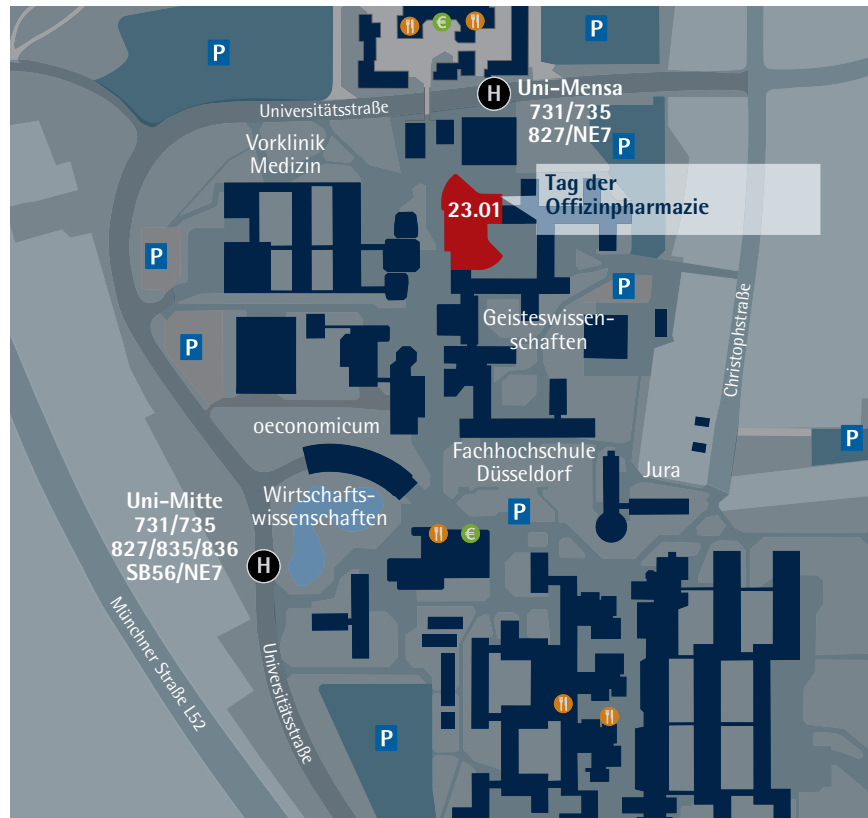 P
P
€
H
Uni-Mensa
731/735
827/NE7
Universitätsstraße
P
Vorklinik
Medizin
23.01
Tag der
Offizinpharmazie
P
P
Geisteswissen-
schaften
P
Christophstraße
oeconomicum
Fachhochschule
Düsseldorf
Jura
P
Uni-Mitte
731/735
827/835/836
SB56/NE7
H
Wirtschafts-
wissenschaften
P
€
Münchner Straße L52
Universitätsstraße
P